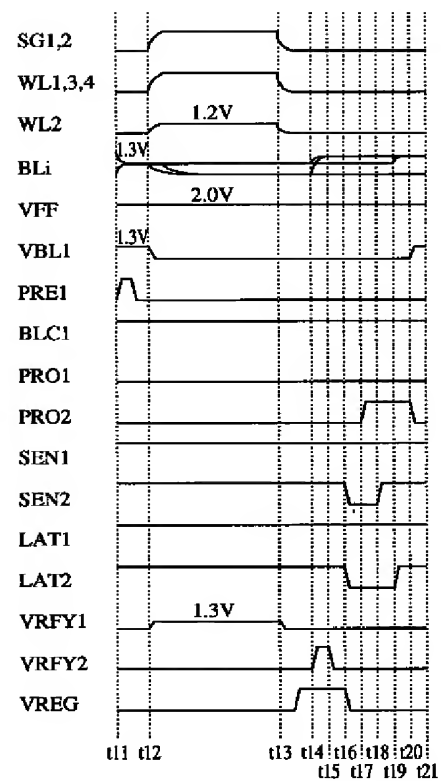 SG1,2
WL1,3,4
WL2 1.2V
1.3V
BLi
VFF 2.0V
VBL1 1.3V
PRE1
BLC1
PRO1
PRO2
SEN1
SEN2
LAT1
LAT2
VRFY1 1.3V
VRFY2
VREG
t11 t12 t13 t14 t16 t18 t20
t15 t17 t19 t21